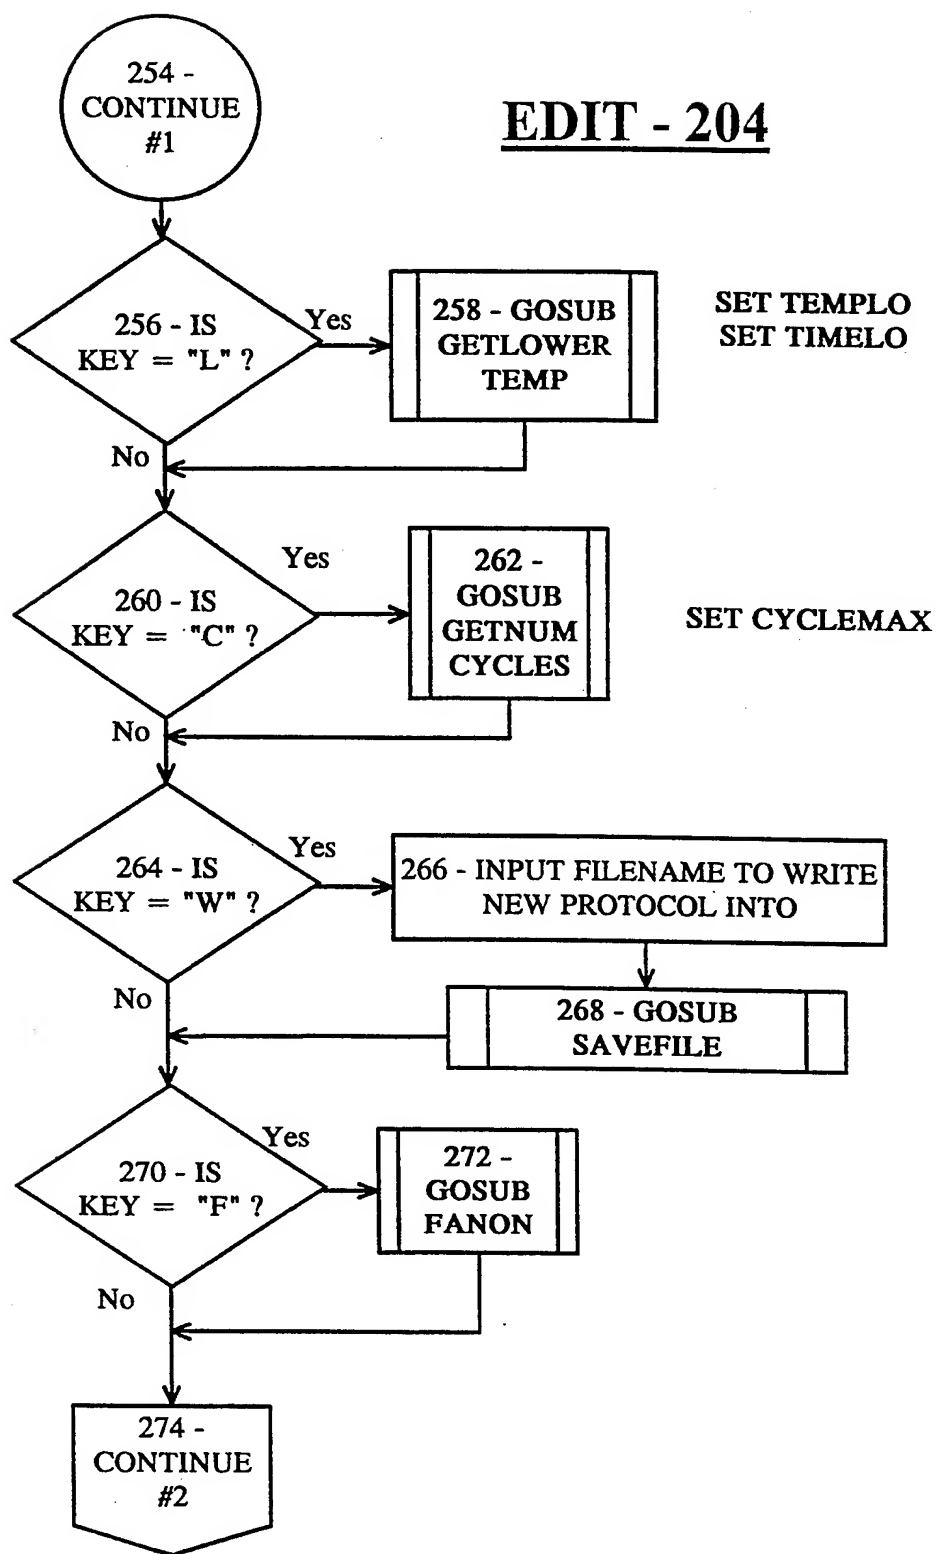 254 -
CONTINUE
#1
EDIT - 204
256 - IS
KEY = "L" ?
Yes
258 - GOSUB
GETLOWER
TEMP
SET TEMPLO
SET TIMELO
No
260 - IS
KEY = "C" ?
Yes
262 -
GOSUB
GETNUM
CYCLES
SET CYCLEMAX
No
264 - IS
KEY = "W" ?
Yes
266 - INPUT FILENAME TO WRITE
NEW PROTOCOL INTO
268 - GOSUB
SAVEFILE
No
270 - IS
KEY = "F" ?
Yes
272 -
GOSUB
FANON
No
274 -
CONTINUE
#2